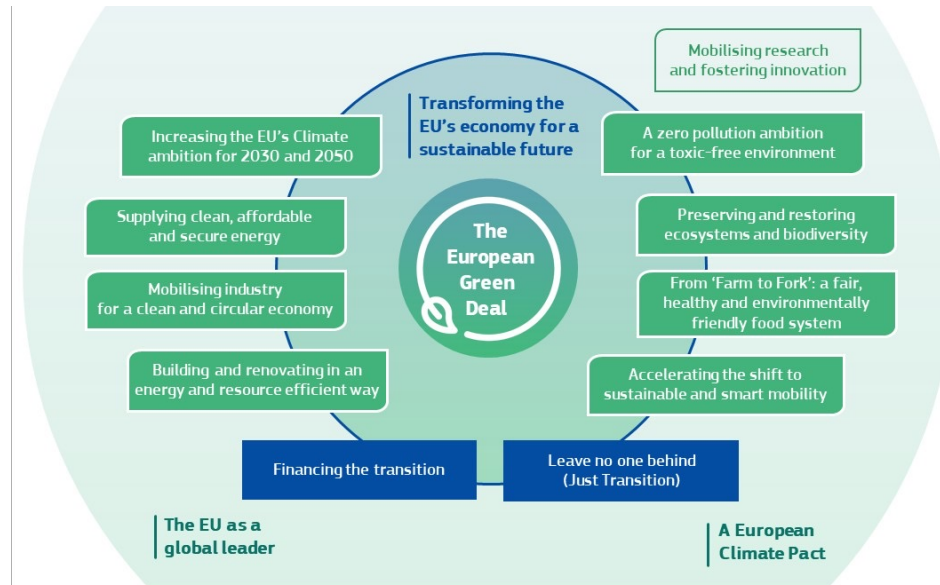 Mobilising research
and fostering innovation
Transforming the
EU's economy for a
sustainable future
Increasing the EU's Climate
ambition for 2030 and 2050
A zero pollution ambition
for a toxic-free environment
Supplying clean, affordable
and secure energy
Preserving and restoring
ecosystems and biodiversity
The
European
Green
Deal
Mobilising industry
for a clean and circular economy
From ‘Farm to Fork’: a fair,
healthy and environmentally
friendly food system
Building and renovating in an
energy and resource efficient way
Accelerating the shift to
sustainable and smart mobility
Financing the transition
Leave no one behind
(Just Transition)
The EU as a
global leader
A European
Climate Pact